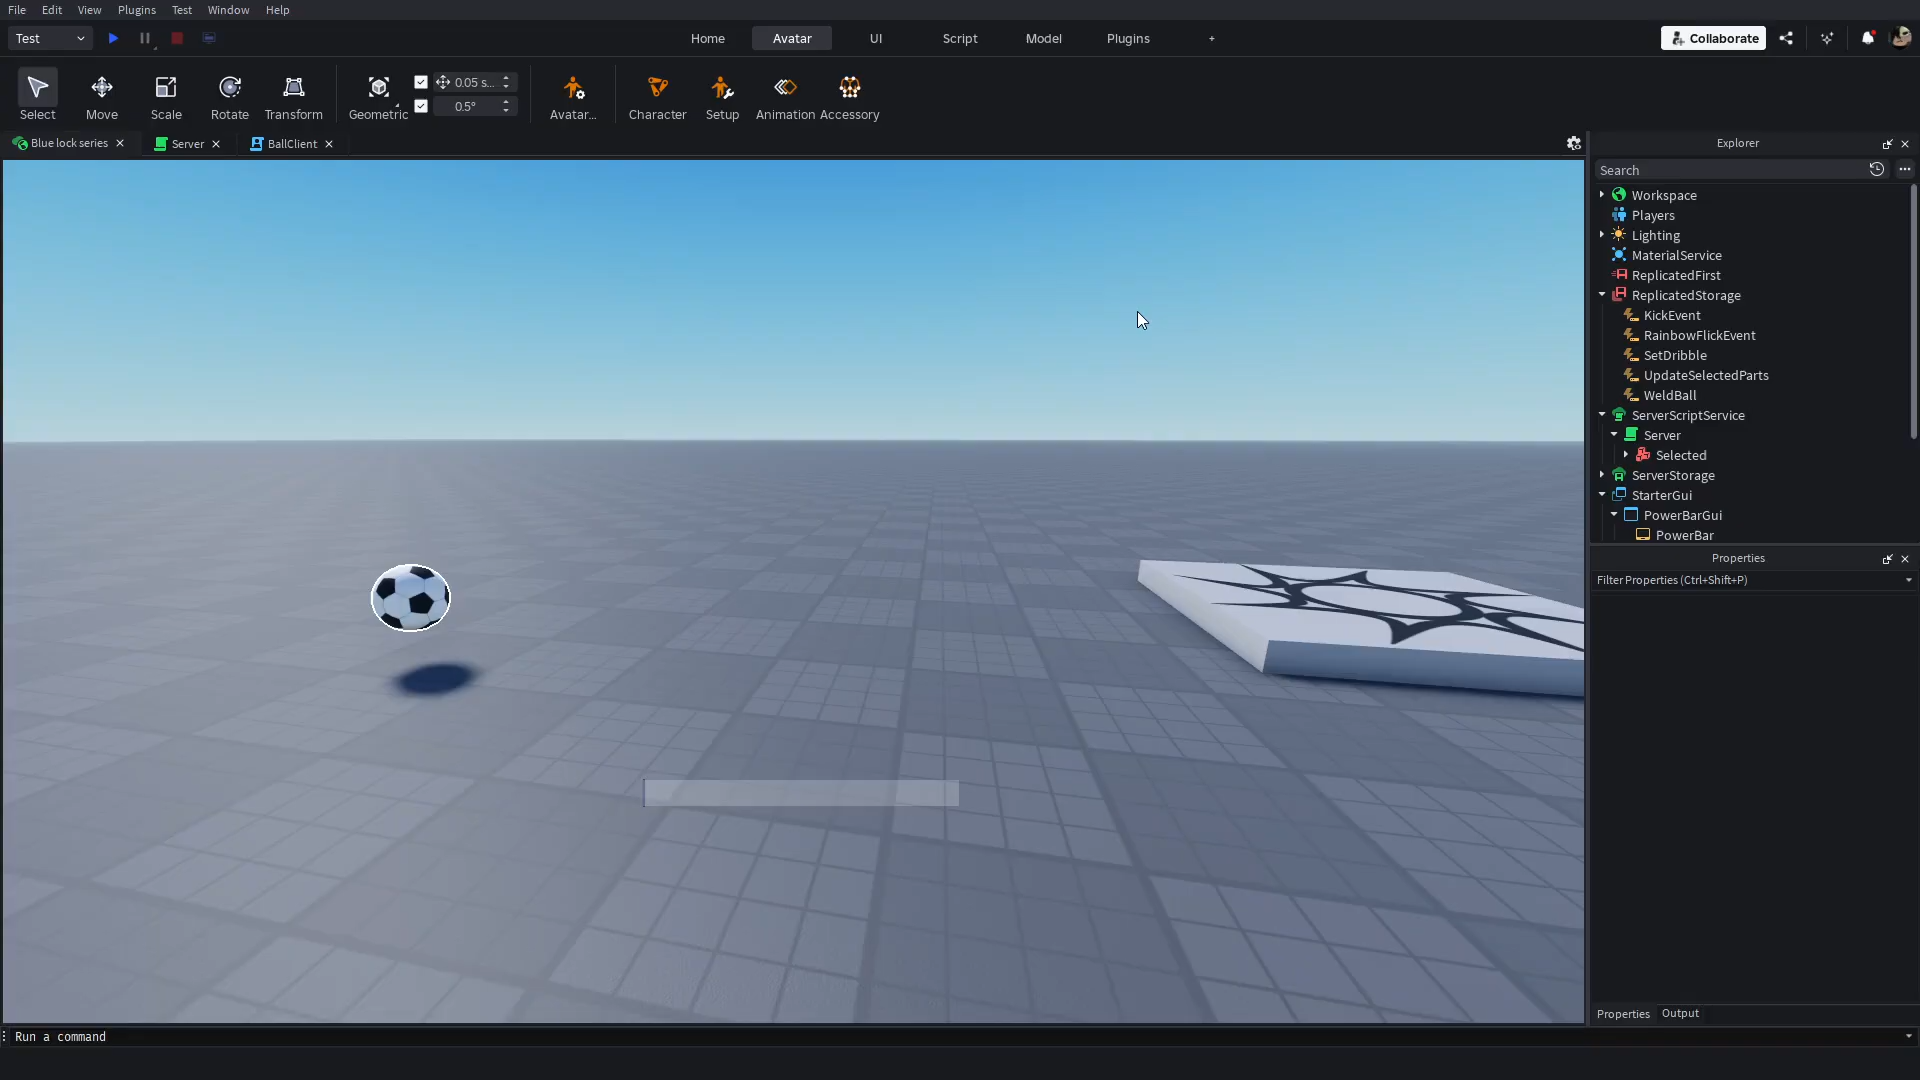 File Edit View Plugins Test Window Help
Test
Home Avatar UI Script Model Plugins +
Collaborate
Select Move Scale Rotate Transform Geometric
0.05 s...
0.5°
Avatar... Character Setup Animation Accessory
Blue lock series
Server
BallClient
Explorer
Search
Workspace
Players
Lighting
MaterialService
ReplicatedFirst
ReplicatedStorage
KickEvent
RainbowFlickEvent
SetDribble
UpdateSelectedParts
WeldBall
ServerScriptService
Server
Selected
ServerStorage
StarterGui
PowerBarGui
PowerBar
Properties
Filter Properties (Ctrl+Shift+P)
Properties Output
Run a command